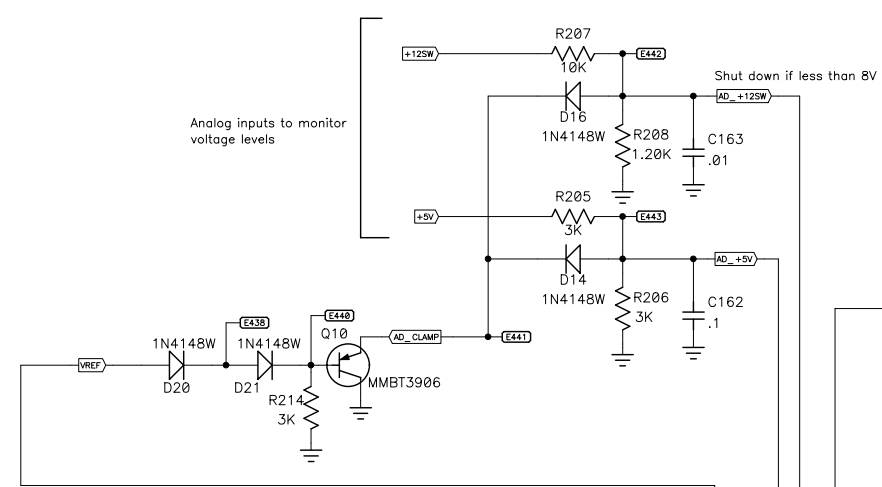 R207
+12SW
E442
10K
Shut down if less than 8V
AD_+12SW
D16
1N4148W
Analog inputs to monitor
voltage levels
R208
1.20K
C163
.01
R205
+5V
E443
3K
AD_+5V
D14
1N4148W
R206
3K
C162
.1
E438
E440
Q10
AD_CLAMP
E441
1N4148W
1N4148W
VREF
D20
D21
MMBT3906
R214
3K